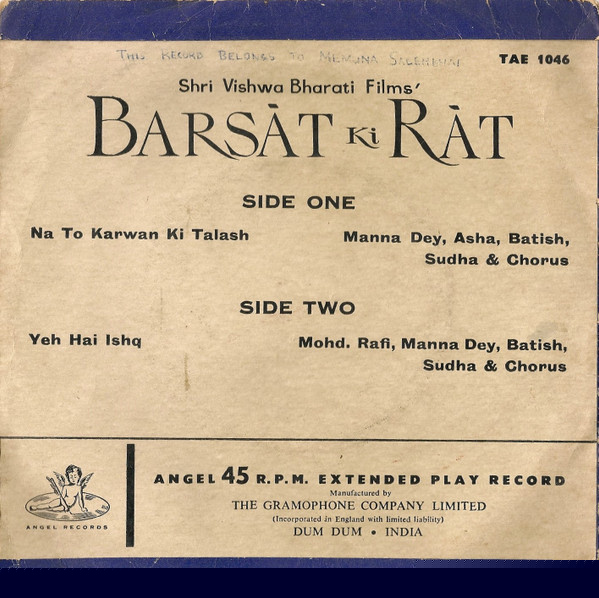 THIS RECORD BELONGS TO MEMUNA
TAE 1046
Shri Vishwa Bharati Films'
BARSÀT Ki RÀT
SIDE ONE
Na To Karwan Ki Talash Manna Dey, Asha, Batish,
Sudha & Chorus
SIDE TWO
Yeh Hai Ishq Mohd. Rafi, Manna Dey, Batish,
Sudha & Chorus
ANGEL 45 R.P.M. EXTENDED PLAY RECORD
Manufactured by
THE GRAMOPHONE COMPANY LIMITED
(Incorporated in England with limited liability)
DUM DUM • INDIA
ANGEL RECORDS